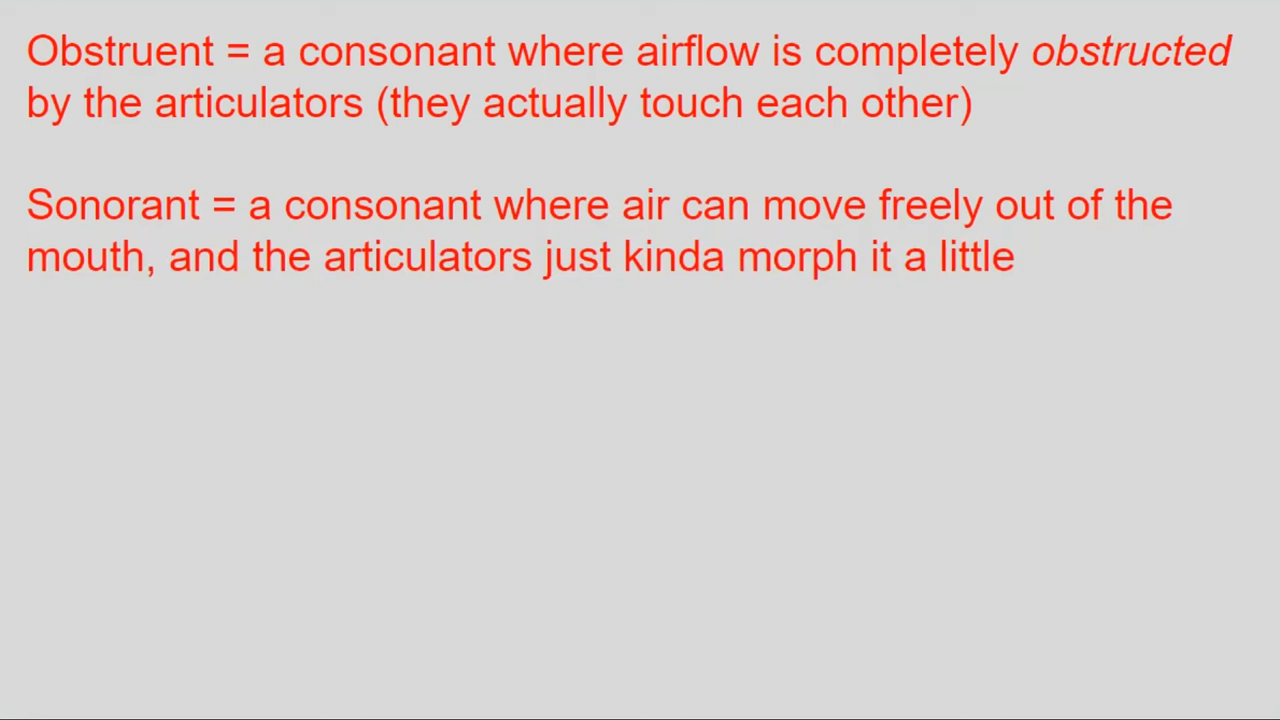 Obstruent = a consonant where airflow is completely obstructed
by the articulators (they actually touch each other)
Sonorant = a consonant where air can move freely out of the
mouth, and the articulators just kinda morph it a little